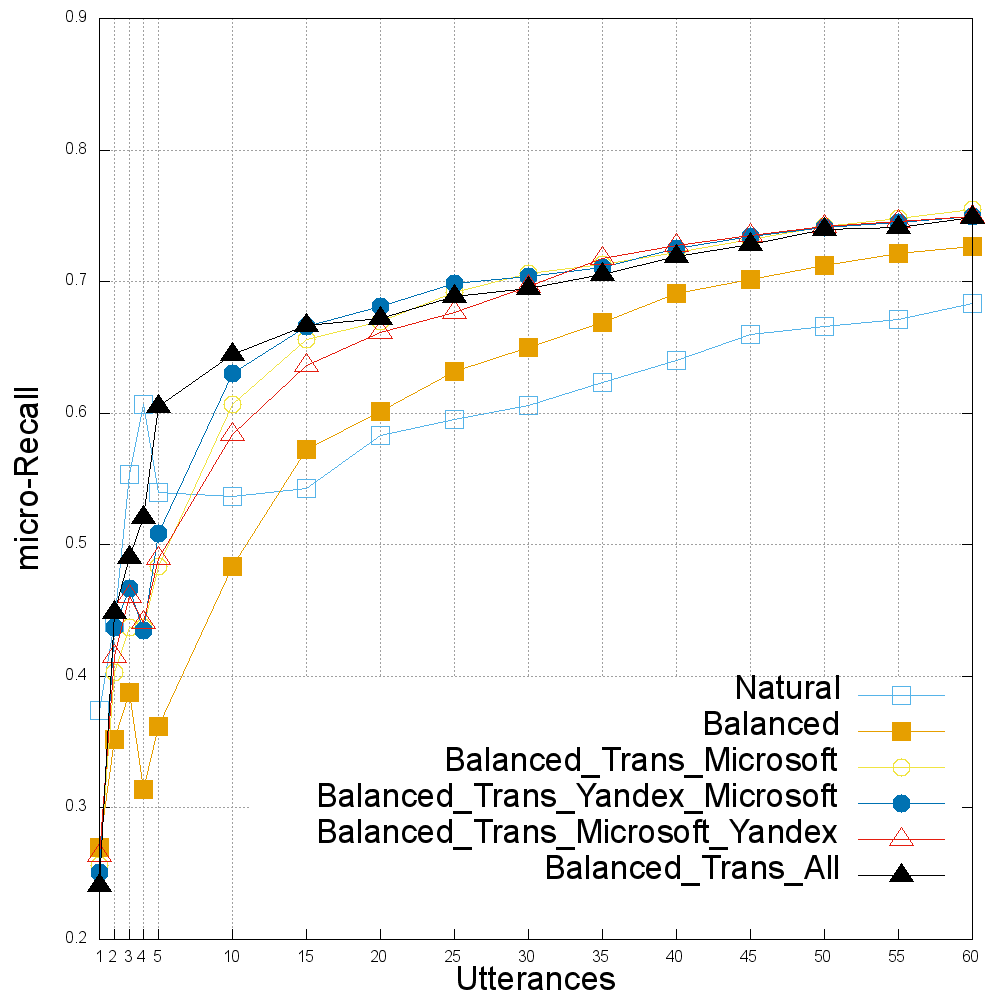 0.9
0.8
0.7
0.6
0.5
0.4
0.3
0.2
micro-Recall
Natural
Balanced
Balanced_Trans_Microsoft
Balanced_Trans_Yandex_Microsoft
Balanced_Trans_Microsoft_Yandex
Balanced_Trans_All
1 2 3 4 5 10 15 20 25 30 35 40 45 50 55 60
Utterances